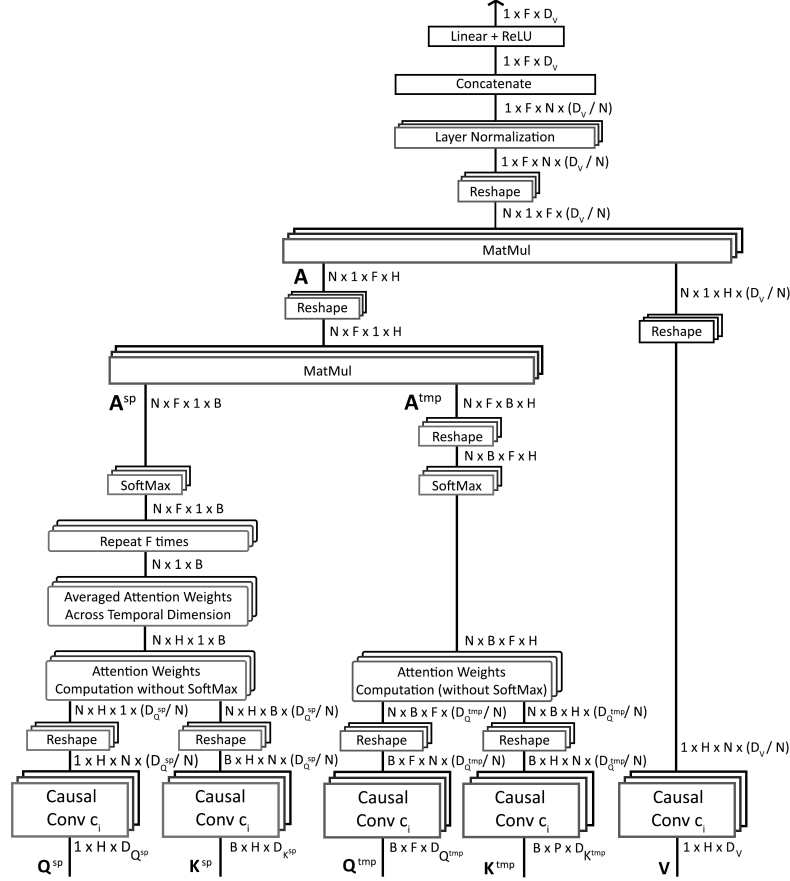 1 x F x D_V
Linear + ReLU
1 x F x D_V
Concatenate
1 x F x N x (D_V / N)
Layer Normalization
1 x F x N x (D_V / N)
Reshape
N x 1 x F x (D_V / N)
MatMul
A N x 1 x F x H
N x 1 x H x (D_V / N)
Reshape
Reshape
N x F x 1 x H
MatMul
A^sp N x F x 1 x B
A^tmp N x F x B x H
Reshape
N x B x F x H
SoftMax
SoftMax
N x F x 1 x B
Repeat F times
N x 1 x B
Averaged Attention Weights
Across Temporal Dimension
N x H x 1 x B
N x B x F x H
Attention Weights
Computation without SoftMax
Attention Weights
Computation (without SoftMax)
N x H x 1 x (D_Q^sp / N)
N x H x B x (D_Q^sp / N)
N x B x F x (D_Q^tmp / N)
N x B x H x (D_Q^tmp / N)
Reshape
Reshape
Reshape
Reshape
1 x H x N x (D_Q^sp / N)
B x H x N x (D_Q^sp / N)
B x F x N x (D_Q^tmp / N)
B x H x N x (D_Q^tmp / N)
1 x H x N x (D_V / N)
Causal
Conv c_i
Causal
Conv c_i
Causal
Conv c_i
Causal
Conv c_i
Causal
Conv c_i
Q^sp 1 x H x D_Q^sp
K^sp B x H x D_K^sp
Q^tmp B x F x D_Q^tmp
K^tmp B x P x D_K^tmp
V 1 x H x D_V